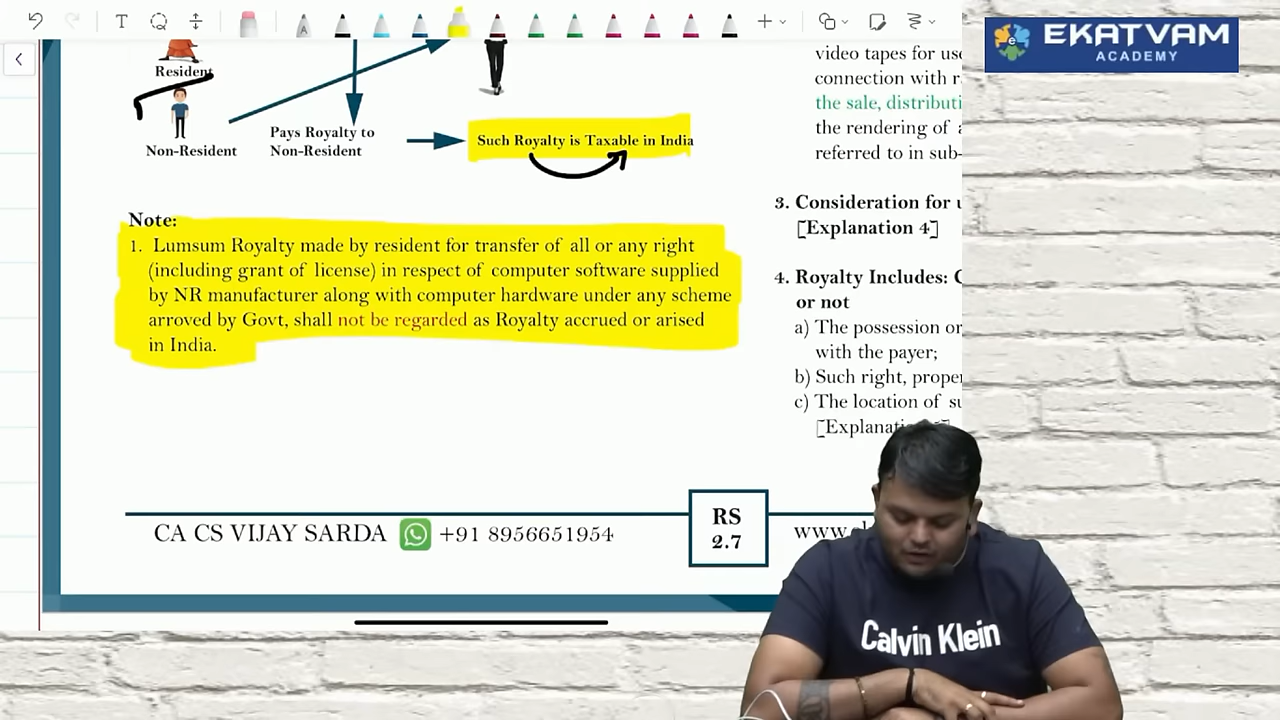 EKATVAM
ACADEMY
Resident
Non-Resident
Pays Royalty to
Non-Resident
Such Royalty is Taxable in India
Note:
1. Lumsum Royalty made by resident for transfer of all or any right
(including grant of license) in respect of computer software supplied
by NR manufacturer along with computer hardware under any scheme
arroved by Govt, shall not be regarded as Royalty accrued or arised
in India.
video tapes for use
connection with
the sale,
the rendering of
referred to in sub-
3. Consideration for
[Explanation 4]
4. Royalty Includes:
or not
a) The possession or
with the payer;
b) Such right,
c) The location of
CA CS VIJAY SARDA +91 8956651954
RS
2.7
www.
Calvin Klein